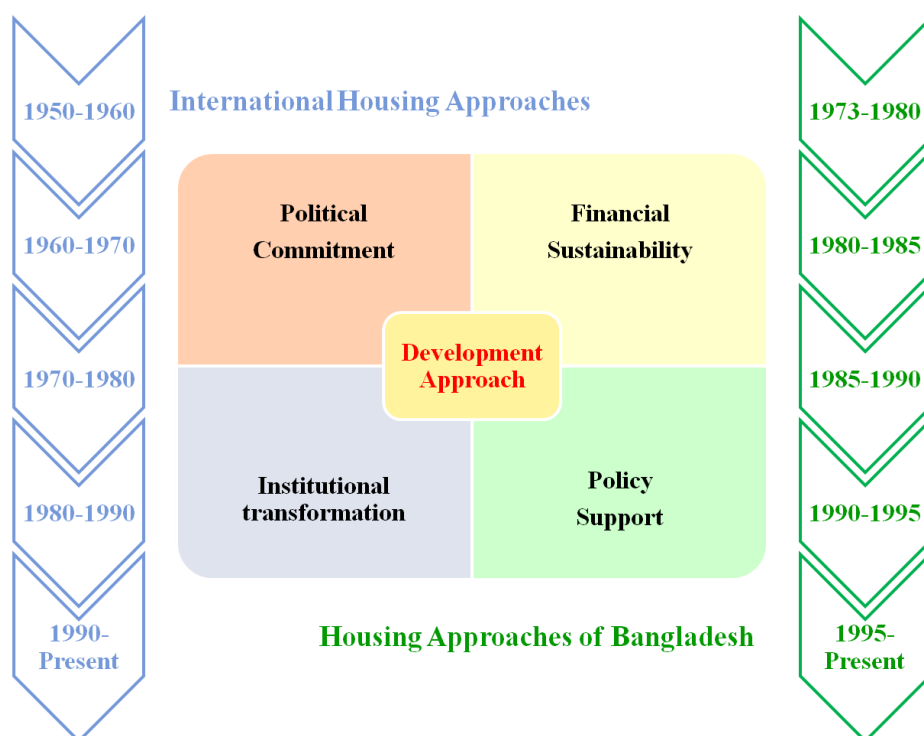 International Housing Approaches
1950-1960
1960-1970
1970-1980
1980-1990
1990-
Present
Political
Commitment
Financial
Sustainability
Development
Approach
Institutional
transformation
Policy
Support
1973-1980
1980-1985
1985-1990
1990-1995
1995-
Present
Housing Approaches of Bangladesh